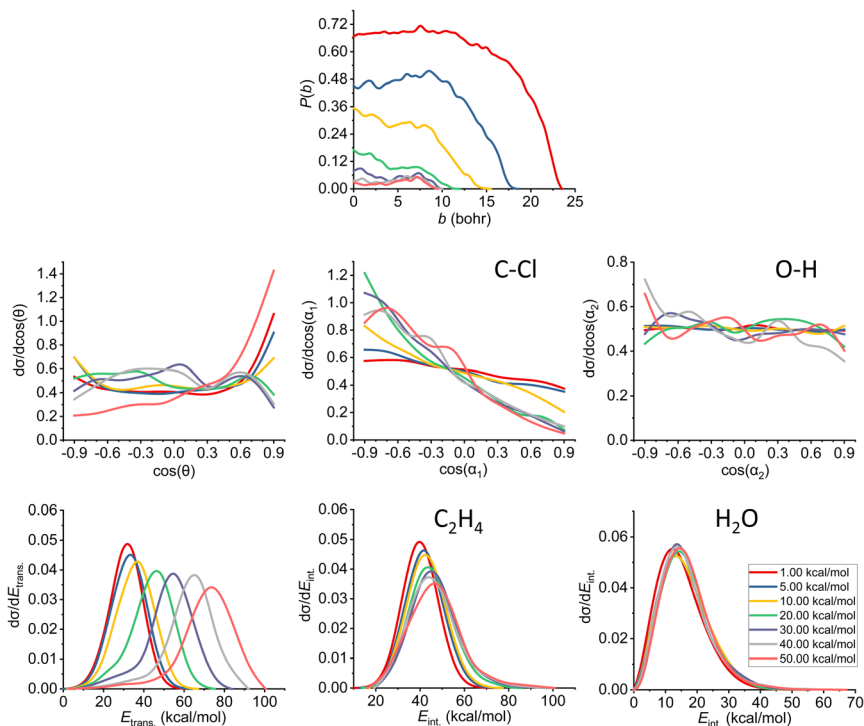 0.72
0.60
0.48
0.36
0.24
0.12
0.00
P(b)
0 5 10 15 20 25
b (bohr)
1.4
1.2
1.0
0.8
0.6
0.4
0.2
0.0
dσ/dcos(θ)
-0.9 -0.6 -0.3 0.0 0.3 0.6 0.9
cos(θ)
C-Cl
1.2
1.0
0.8
0.6
0.4
0.2
0.0
dσ/dcos(α₁)
-0.9 -0.6 -0.3 0.0 0.3 0.6 0.9
cos(α₁)
O-H
0.8
0.6
0.4
0.2
0.0
dσ/dcos(α₂)
-0.9 -0.6 -0.3 0.0 0.3 0.6 0.9
cos(α₂)
0.06
0.05
0.04
0.03
0.02
0.01
0.00
dσ/dE_trans.
0 20 40 60 80 100
E_trans. (kcal/mol)
C₂H₄
0.06
0.05
0.04
0.03
0.02
0.01
0.00
dσ/dE_int.
20 40 60 80 100
E_int. (kcal/mol)
H₂O
0.06
0.04
0.02
0.00
dσ/dE_int.
0 10 20 30 40 50 60 70
E_int. (kcal/mol)
1.00 kcal/mol
5.00 kcal/mol
10.00 kcal/mol
20.00 kcal/mol
30.00 kcal/mol
40.00 kcal/mol
50.00 kcal/mol